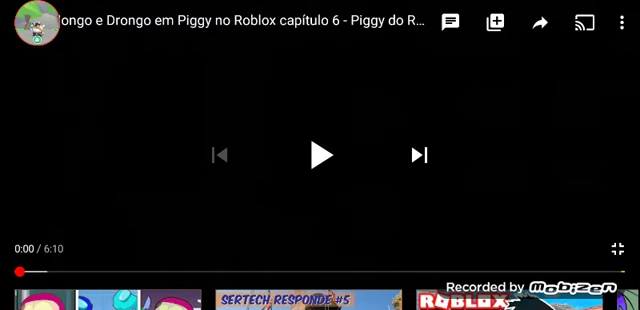 longo e Drongo em Piggy no Roblox capítulo 6 - Piggy do R...
0:00 / 6:10
Recorded by Mobizen
SERTECH RESPONDE #5
ROBLOX